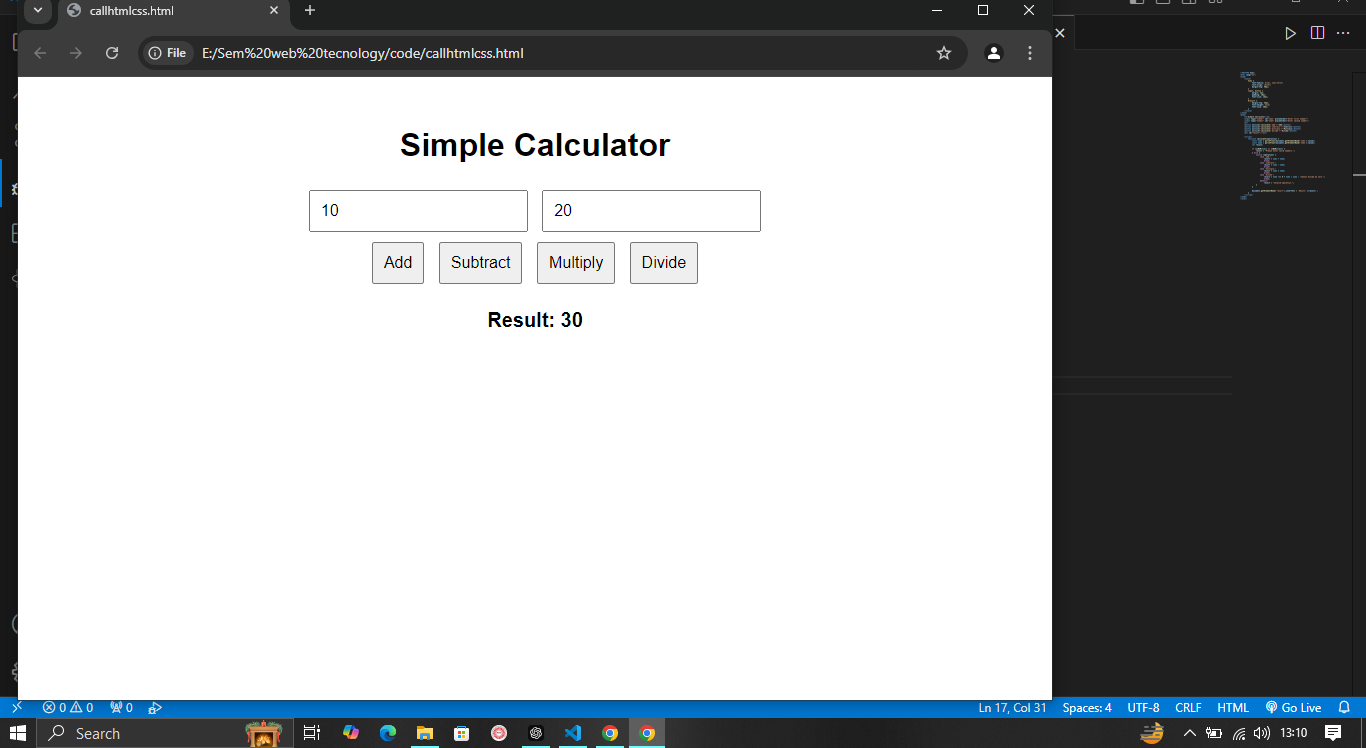 callhtmlcss.html
File E:/Sem%20web%20tecnology/code/callhtmlcss.html
Simple Calculator
10 20
Add Subtract Multiply Divide
Result: 30
0 0 0 Ln 17, Col 31 Spaces: 4 UTF-8 CRLF HTML Go Live
Search 13:10